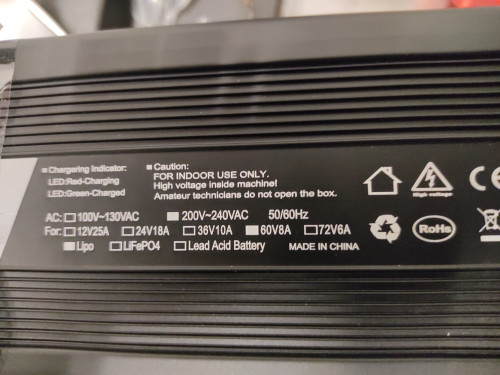 ■ Chargering Indicator:
LED:Red-Charging
LED:Green-Charged
■ Caution:
FOR INDOOR USE ONLY.
High voltage inside machine!
Amateur technicians do not open the box.
High voltage
CE
AC: □ 100V~130VAC ■ 200V~240VAC 50/60Hz
For: □ 12V25A □ 24V18A □ 36V10A ■ 60V8A □ 72V6A
■ Lipo □ LiFePO4 □ Lead Acid Battery MADE IN CHINA
RoHs